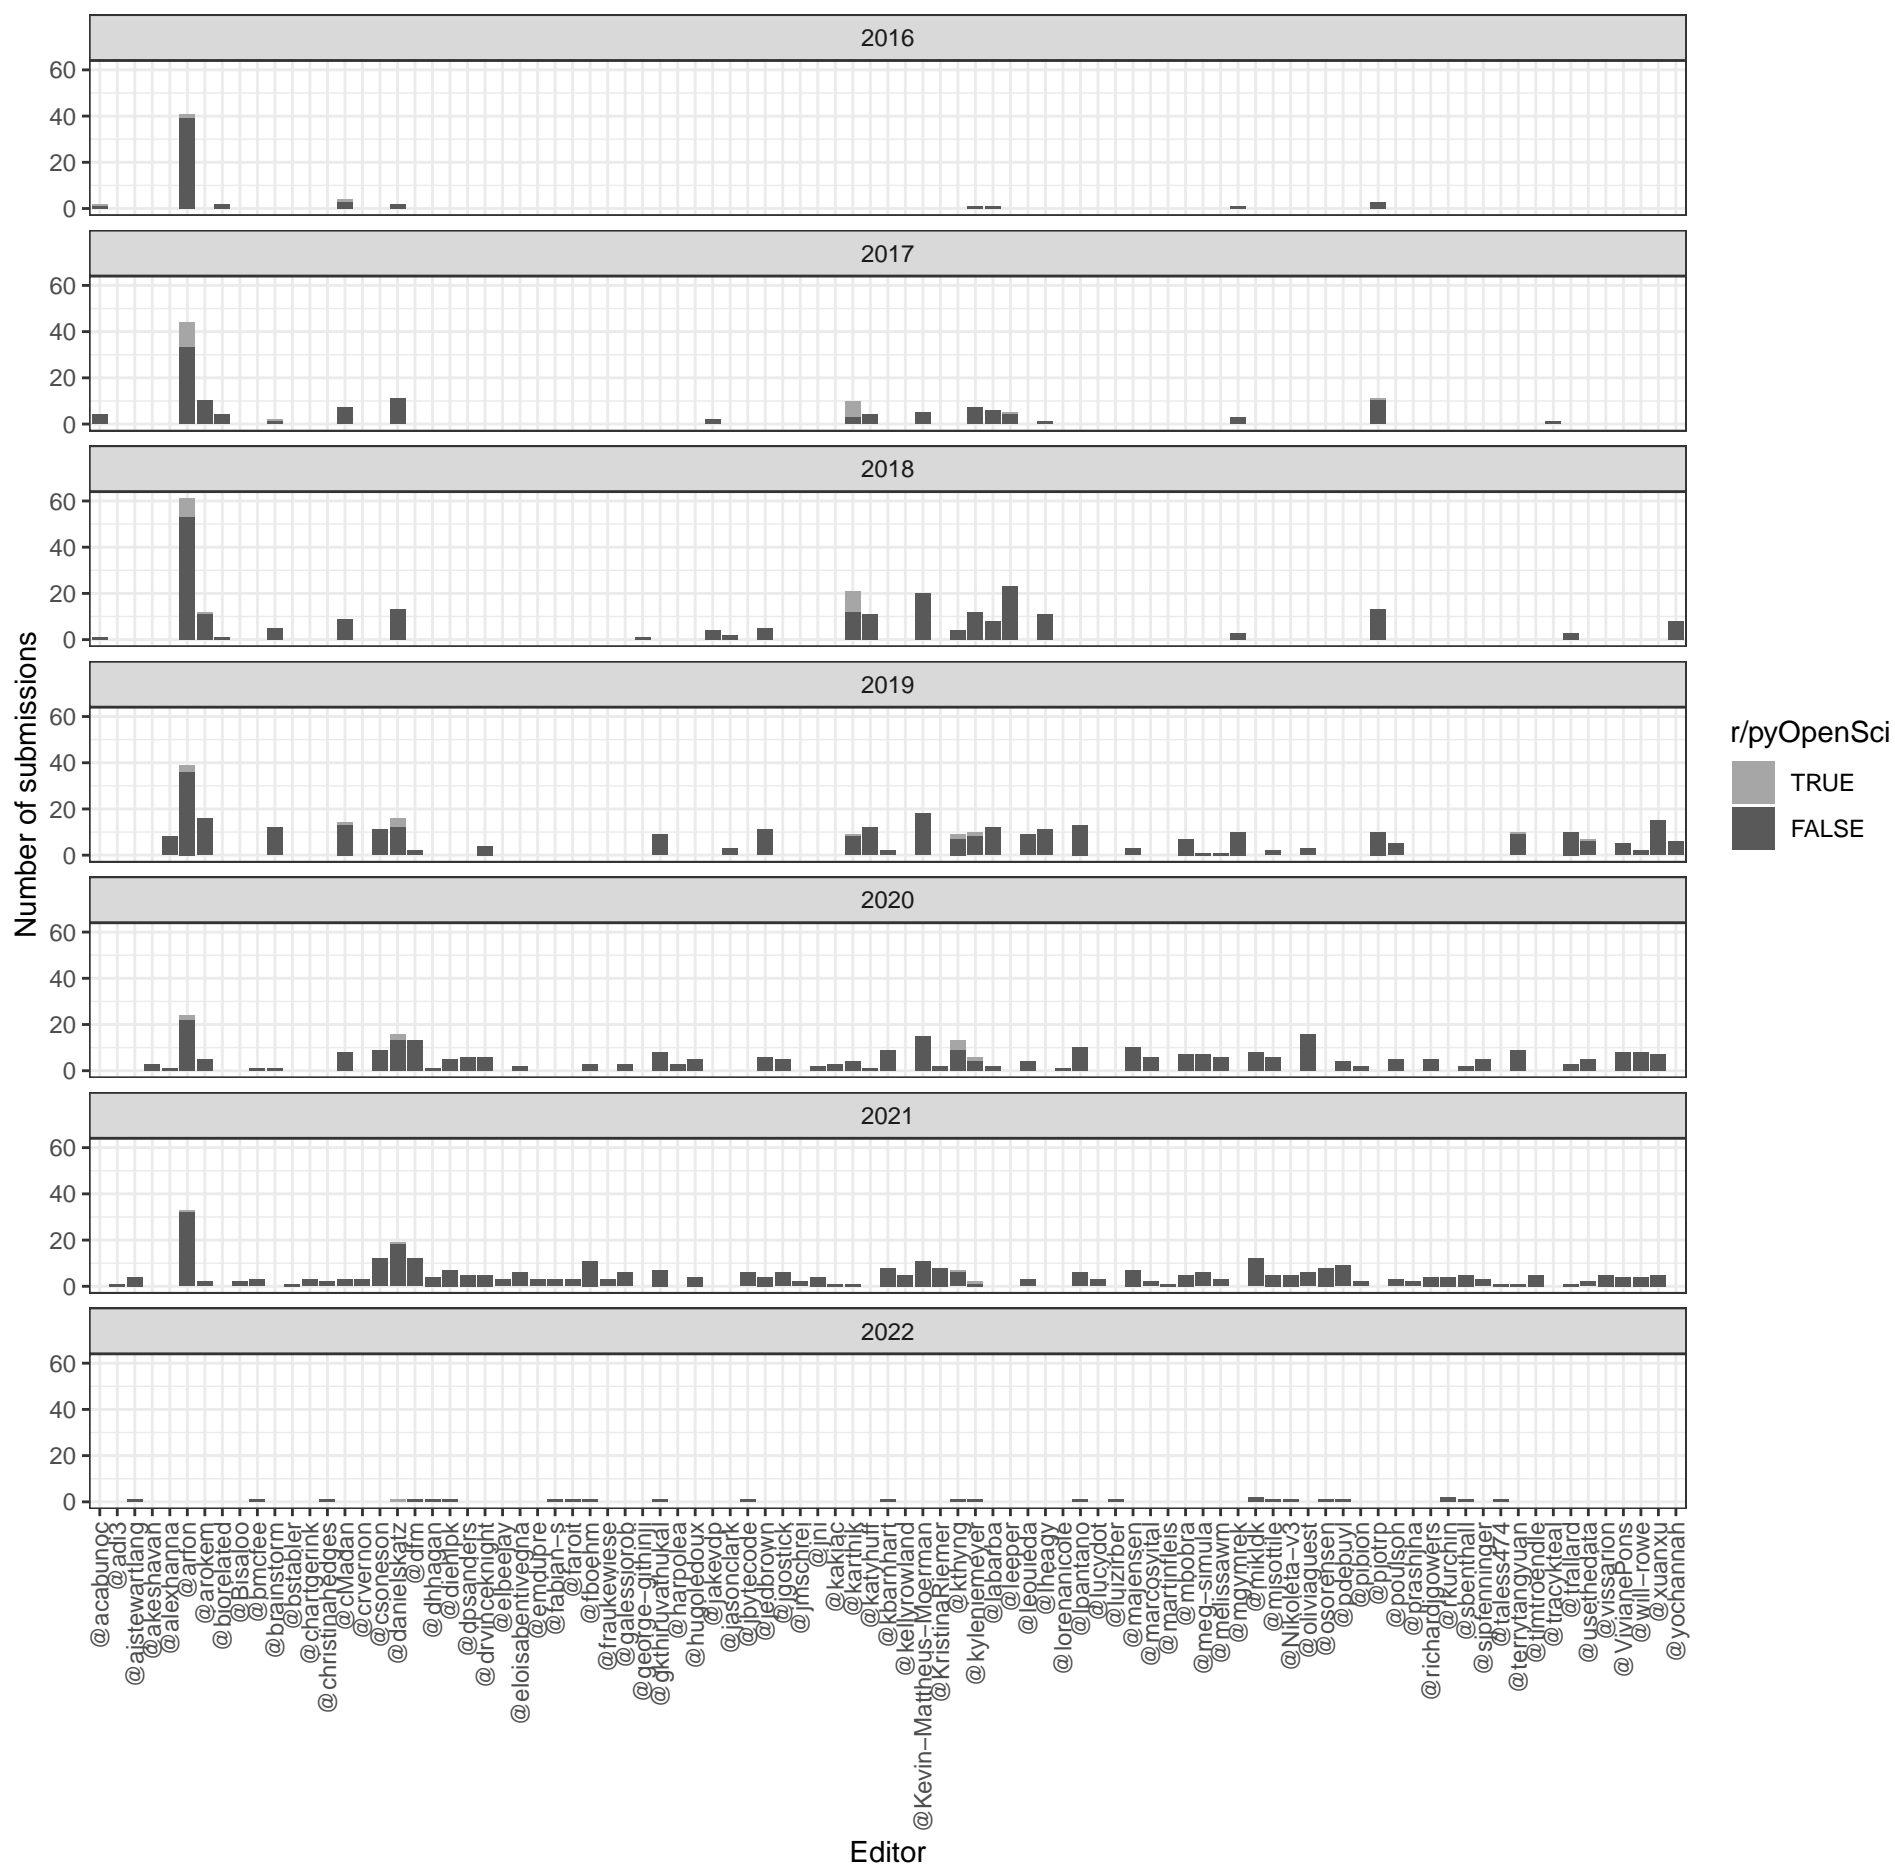 2016
60
40
20
0
2017
60
40
20
0
2018
60
40
20
0
2019
60
40
20
0
2020
60
40
20
0
2021
60
40
20
0
2022
60
40
20
0
Number of submissions
@acabunoc
@adi3
@ajstewartlang
@akeshavan
@alexhanna
@arfon
@arokem
@biorelated
@Bisaloo
@bmcfee
@brainstorm
@bstabler
@chartgerink
@christinahedges
@cMadan
@crvernon
@csoneson
@danielskatz
@dfm
@dhhagan
@diehlpk
@dpsanders
@drvinceknight
@elbeejay
@eloisabentivegna
@emdupre
@fabian-s
@faroit
@fboehm
@fraukewiese
@galessiorob
@george-githinji
@gkthiruvathukal
@harpolea
@hugoledoux
@jakevdp
@jasonclark
@jbytecode
@jedbrown
@jgostick
@jmschrei
@jni
@kakiac
@karthik
@katyhuff
@kbarnhart
@kellyrowland
@Kevin-Mattheus-Moerman
@KristinaRiemer
@kthyng
@kyleniemeyer
@labarba
@leeper
@leouieda
@lheagy
@lorenanicole
@lpantano
@lucydot
@luizirber
@majensen
@marcosvital
@martinfleis
@mbobra
@meg-simula
@melissawm
@mgymrek
@mikldk
@mjsottile
@Nikoleta-v3
@oliviaguest
@osorensen
@pdebuyl
@pibion
@pjotrp
@poulson
@prashjha
@richardjgowers
@rkurchin
@sbenthall
@sjpfenninger
@taless474
@terrytangyuan
@timtroendle
@tracykteal
@trallard
@usethedata
@vissarion
@VivianePons
@will-rowe
@xuanxu
@yochannah
Editor
r/pyOpenSci
TRUE
FALSE